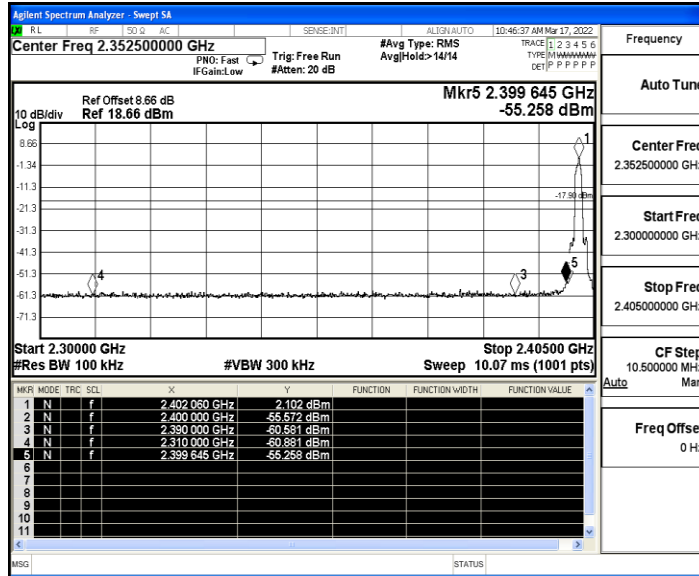 Agilent Spectrum Analyzer - Swept SA
RL RF 50 Ω AC SENSE:INT ALIGN AUTO 10:46:37 AM Mar 17, 2022
Center Freq 2.352500000 GHz
PNO: Fast
IFGain:Low
Trig: Free Run
#Atten: 20 dB
#Avg Type: RMS
Avg|Hold:> 14/14
TRACE 1 2 3 4 5 6
TYPE M
DET P P P P P P
Frequency
Auto Tune
Center Freq
2.352500000 GHz
Start Freq
2.300000000 GHz
Stop Freq
2.405000000 GHz
CF Step
10.500000 MHz
Auto Man
Freq Offset
0 Hz
Mkr5 2.399 645 GHz
-55.258 dBm
Ref Offset 8.66 dB
10 dB/div Ref 18.66 dBm
Log
8.66
-1.34
-11.3
-21.3
-31.3
-41.3
-51.3
-61.3
-71.3
1
-17.90 dBm
5
4
3
Start 2.30000 GHz Stop 2.40500 GHz
#Res BW 100 kHz #VBW 300 kHz Sweep 10.07 ms (1001 pts)
MKR MODE TRC SCL X Y FUNCTION FUNCTION WIDTH FUNCTION VALUE
1 N f 2.402 060 GHz 2.102 dBm
2 N f 2.400 000 GHz -55.572 dBm
3 N f 2.390 000 GHz -60.581 dBm
4 N f 2.310 000 GHz -60.881 dBm
5 N f 2.399 645 GHz -55.258 dBm
6
7
8
9
10
11
MSG STATUS